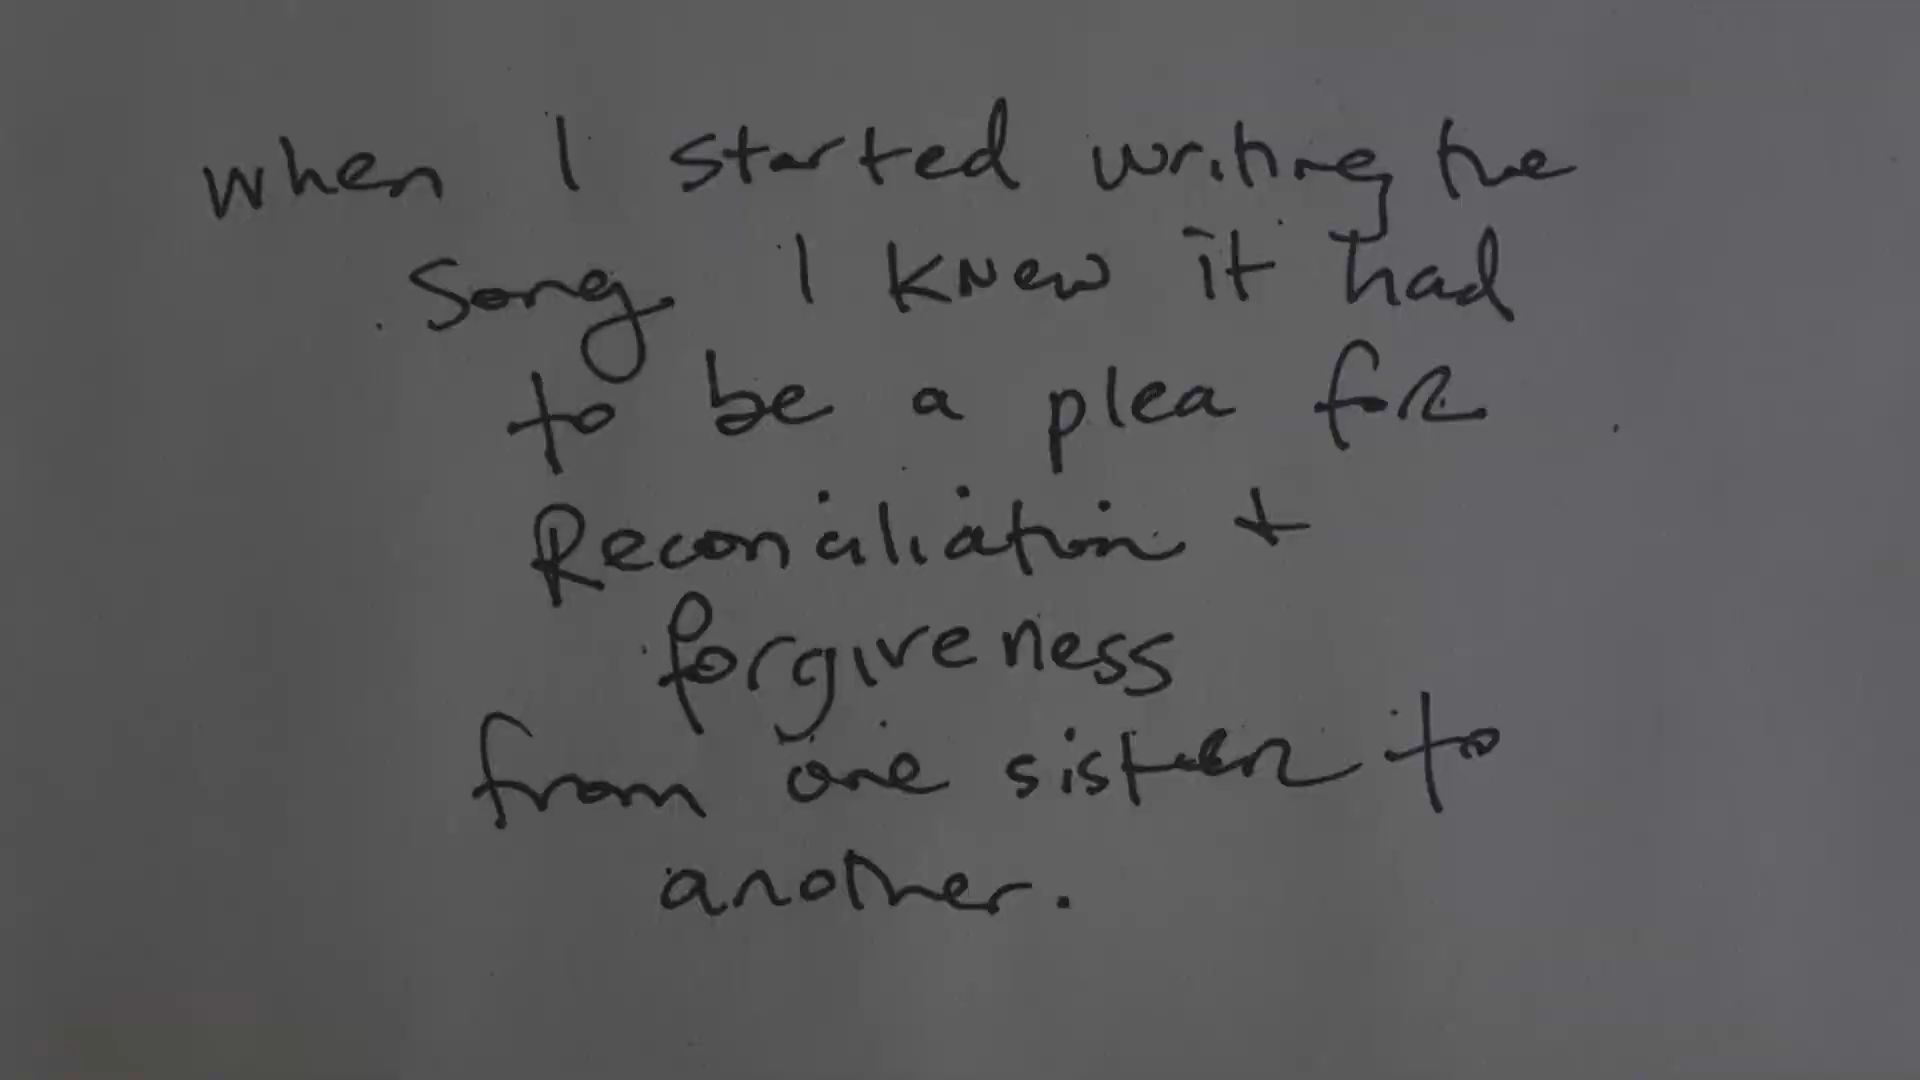 when I started writing the
song I knew it had
to be a plea for
Reconciliation +
forgiveness
from one sister to
another.